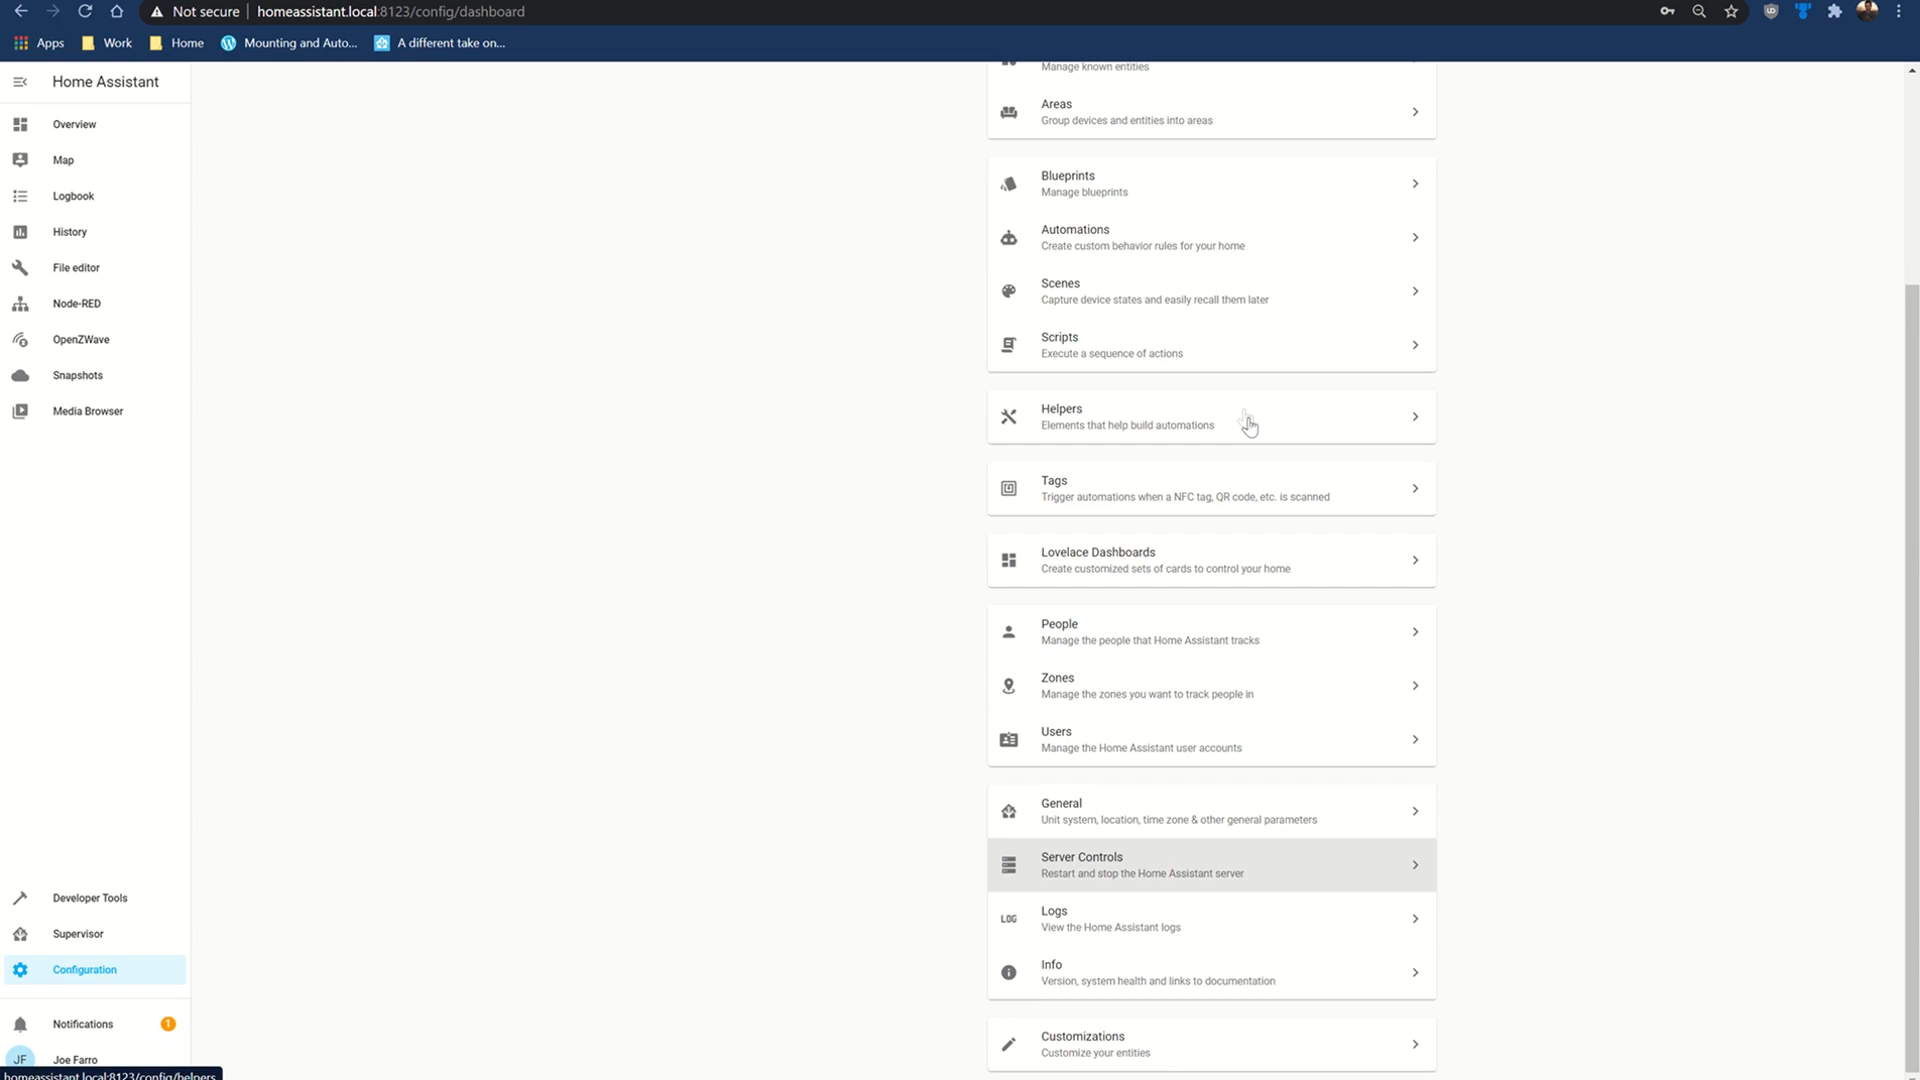 Not secure | homeassistant.local:8123/config/dashboard
Apps Work Home Mounting and Auto... A different take on...
Home Assistant
Overview
Map
Logbook
History
File editor
Node-RED
OpenZWave
Snapshots
Media Browser
Developer Tools
Supervisor
Configuration
Notifications 1
JF Joe Farro
homeassistant.local:8123/config/helpers
Manage known entities
Areas
Group devices and entities into areas
Blueprints
Manage blueprints
Automations
Create custom behavior rules for your home
Scenes
Capture device states and easily recall them later
Scripts
Execute a sequence of actions
Helpers
Elements that help build automations
Tags
Trigger automations when a NFC tag, QR code, etc. is scanned
Lovelace Dashboards
Create customized sets of cards to control your home
People
Manage the people that Home Assistant tracks
Zones
Manage the zones you want to track people in
Users
Manage the Home Assistant user accounts
General
Unit system, location, time zone & other general parameters
Server Controls
Restart and stop the Home Assistant server
LOG
Logs
View the Home Assistant logs
Info
Version, system health and links to documentation
Customizations
Customize your entities